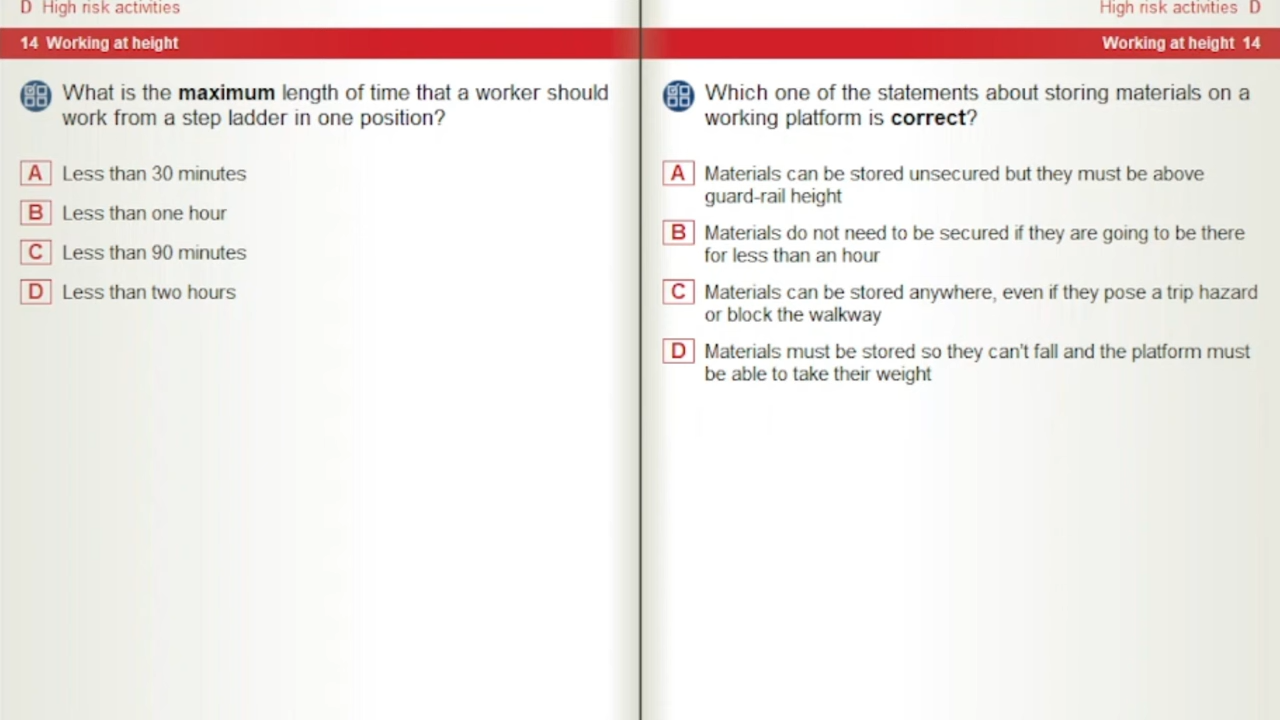 D High risk activities
14 Working at height
What is the maximum length of time that a worker should
work from a step ladder in one position?
A Less than 30 minutes
B Less than one hour
C Less than 90 minutes
D Less than two hours
High risk activities D
Working at height 14
Which one of the statements about storing materials on a
working platform is correct?
A Materials can be stored unsecured but they must be above
guard-rail height
B Materials do not need to be secured if they are going to be there
for less than an hour
C Materials can be stored anywhere, even if they pose a trip hazard
or block the walkway
D Materials must be stored so they can't fall and the platform must
be able to take their weight